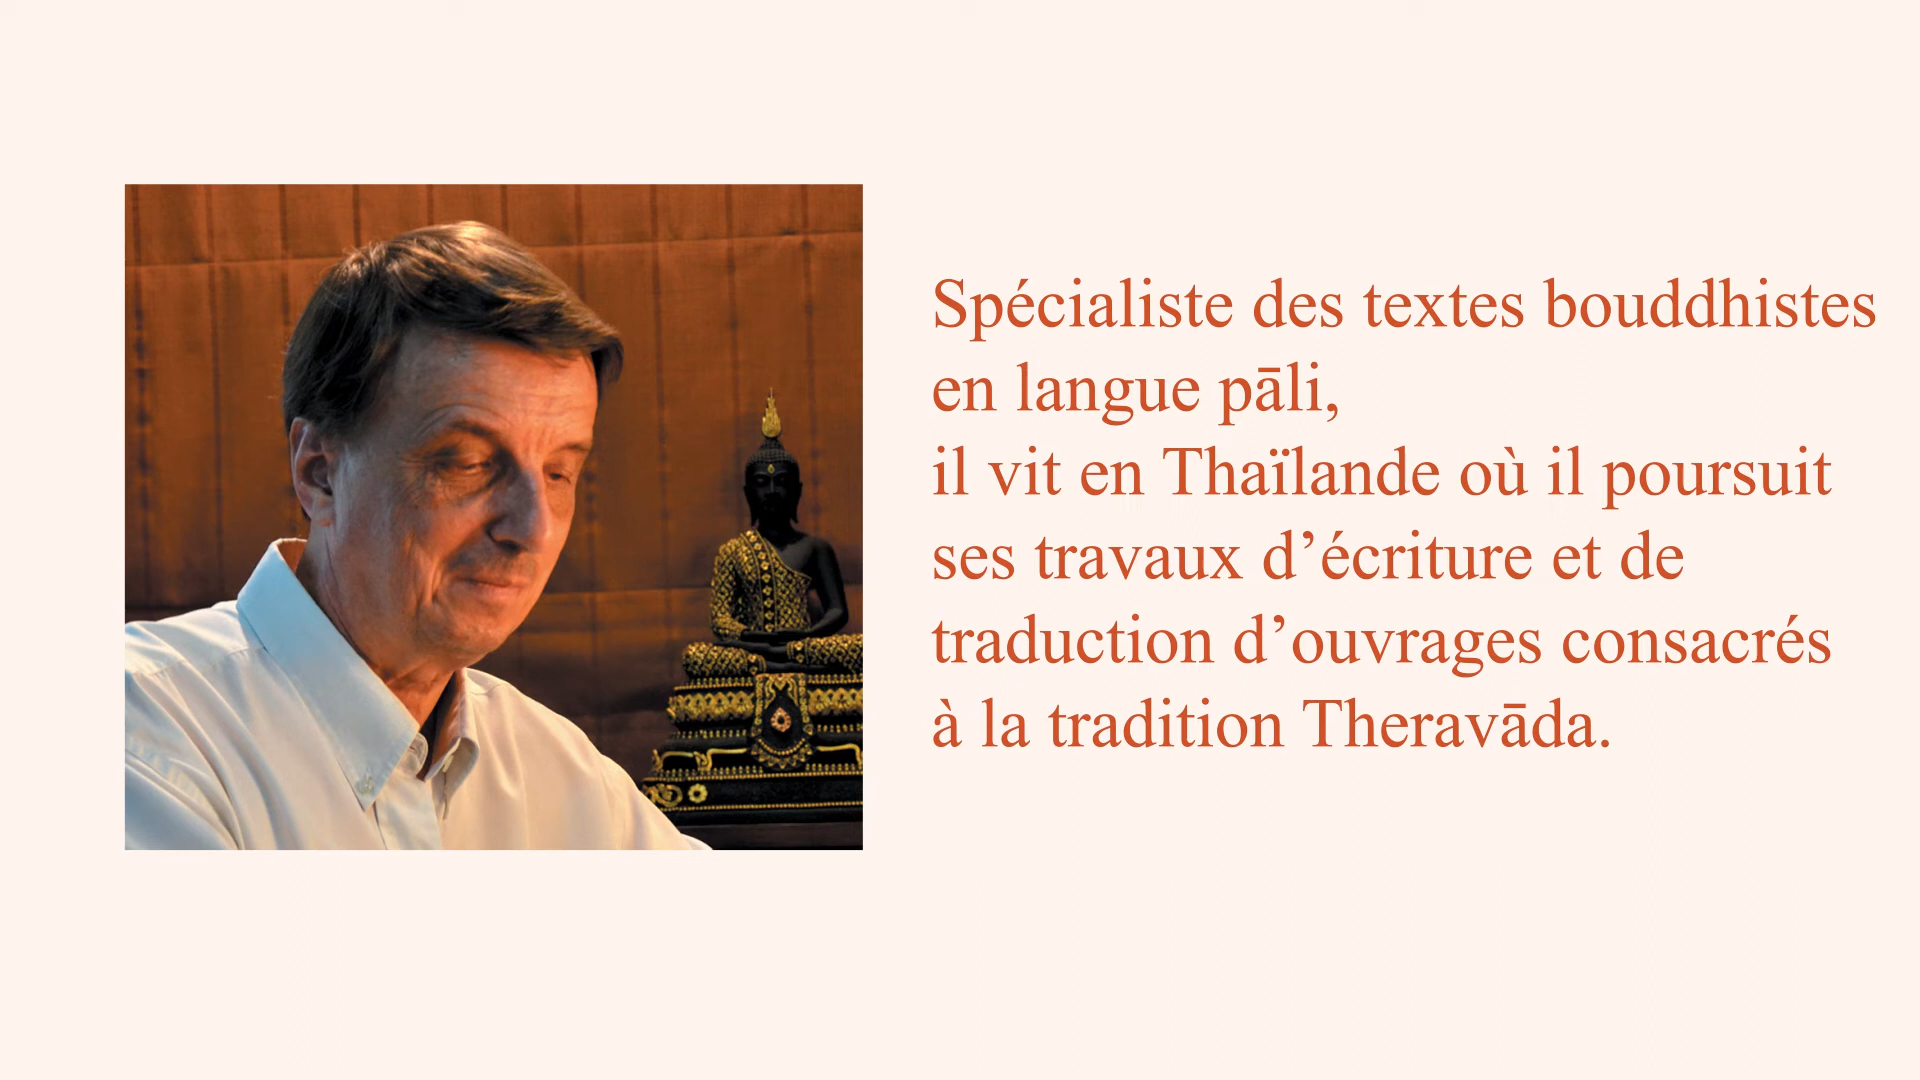 Spécialiste des textes bouddhistes
en langue pāli,
il vit en Thaïlande où il poursuit
ses travaux d’écriture et de
traduction d’ouvrages consacrés
à la tradition Theravāda.